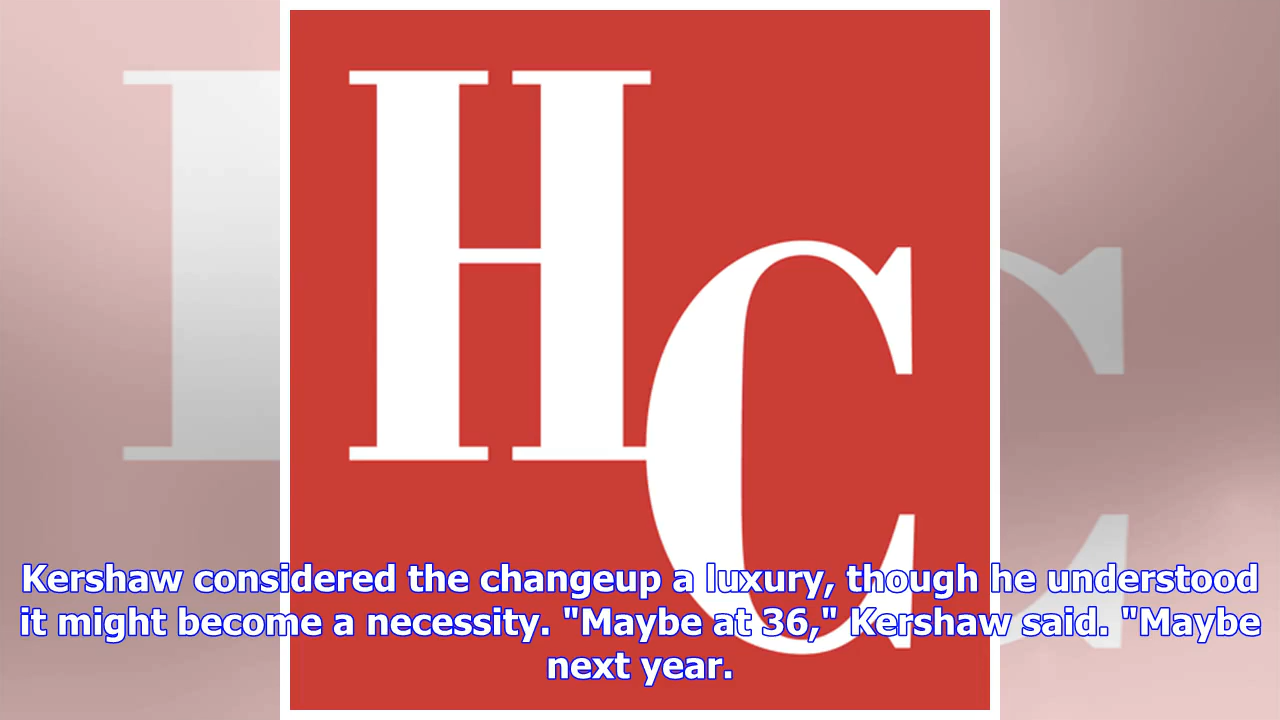 HC
Kershaw considered the changeup a luxury, though he understood
it might become a necessity. "Maybe at 36," Kershaw said. "Maybe
next year.